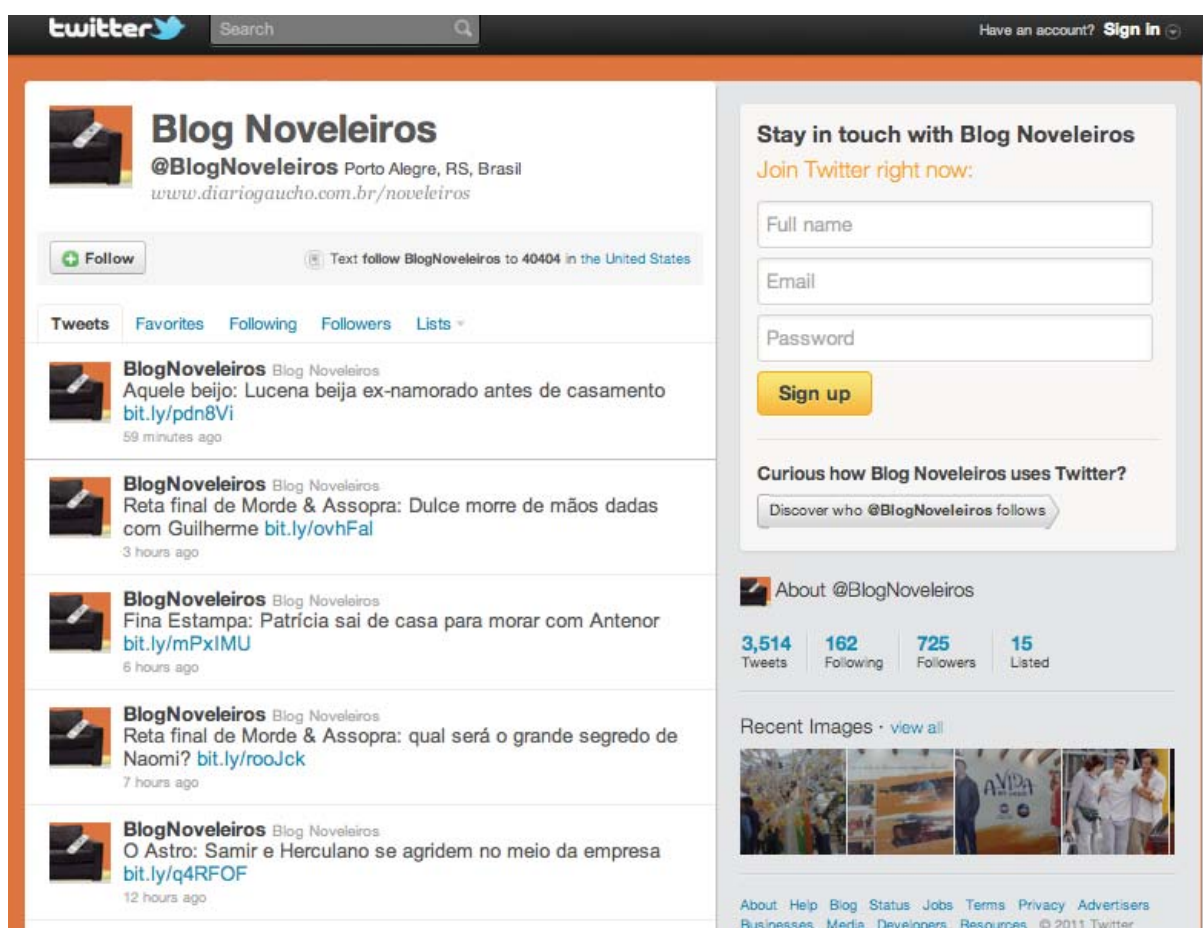 twitter
Search
Have an account? Sign in
Blog Noveleiros
@BlogNoveleiros Porto Alegre, RS, Brasil
www.diariogaucho.com.br/noveleiros
Follow
Text follow BlogNoveleiros to 40404 in the United States
Tweets Favorites Following Followers Lists
BlogNoveleiros Blog Noveleiros
Aquele beijo: Lucena beija ex-namorado antes de casamento
bit.ly/pdn8Vi
59 minutes ago
BlogNoveleiros Blog Noveleiros
Reta final de Morde & Assopra: Dulce morre de mãos dadas
com Guilherme bit.ly/ovhFal
3 hours ago
BlogNoveleiros Blog Noveleiros
Fina Estampa: Patrícia sai de casa para morar com Antenor
bit.ly/mPxIMU
6 hours ago
BlogNoveleiros Blog Noveleiros
Reta final de Morde & Assopra: qual será o grande segredo de
Naomi? bit.ly/rooJck
7 hours ago
BlogNoveleiros Blog Noveleiros
O Astro: Samir e Herculano se agridem no meio da empresa
bit.ly/q4RFOF
12 hours ago
Stay in touch with Blog Noveleiros
Join Twitter right now:
Full name
Email
Password
Sign up
Curious how Blog Noveleiros uses Twitter?
Discover who @BlogNoveleiros follows
About @BlogNoveleiros
3,514 162 725 15
Tweets Following Followers Listed
Recent Images · view all
A VIDA
About Help Blog Status Jobs Terms Privacy Advertisers
Businesses Media Developers Resources © 2011 Twitter